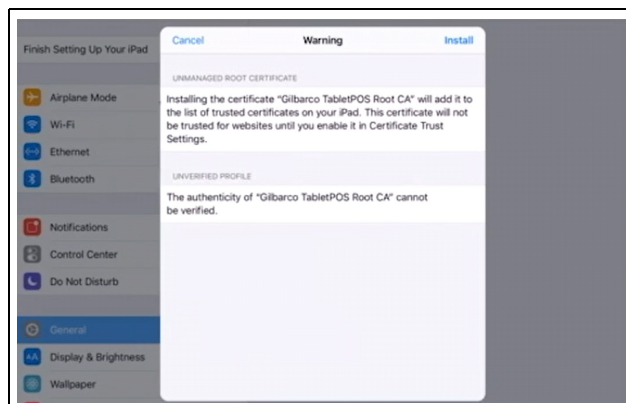 Cancel
Warning
Install
Finish Setting Up Your iPad
UNMANAGED ROOT CERTIFICATE
Airplane Mode
Installing the certificate “Gilbarco TabletPOS Root CA” will add it to
the list of trusted certificates on your iPad. This certificate will not
be trusted for websites until you enable it in Certificate Trust
Settings.
Wi-Fi
Ethernet
Bluetooth
UNVERIFIED PROFILE
The authenticity of “Gilbarco TabletPOS Root CA” cannot
be verified.
Notifications
Control Center
Do Not Disturb
General
AA Display & Brightness
Wallpaper